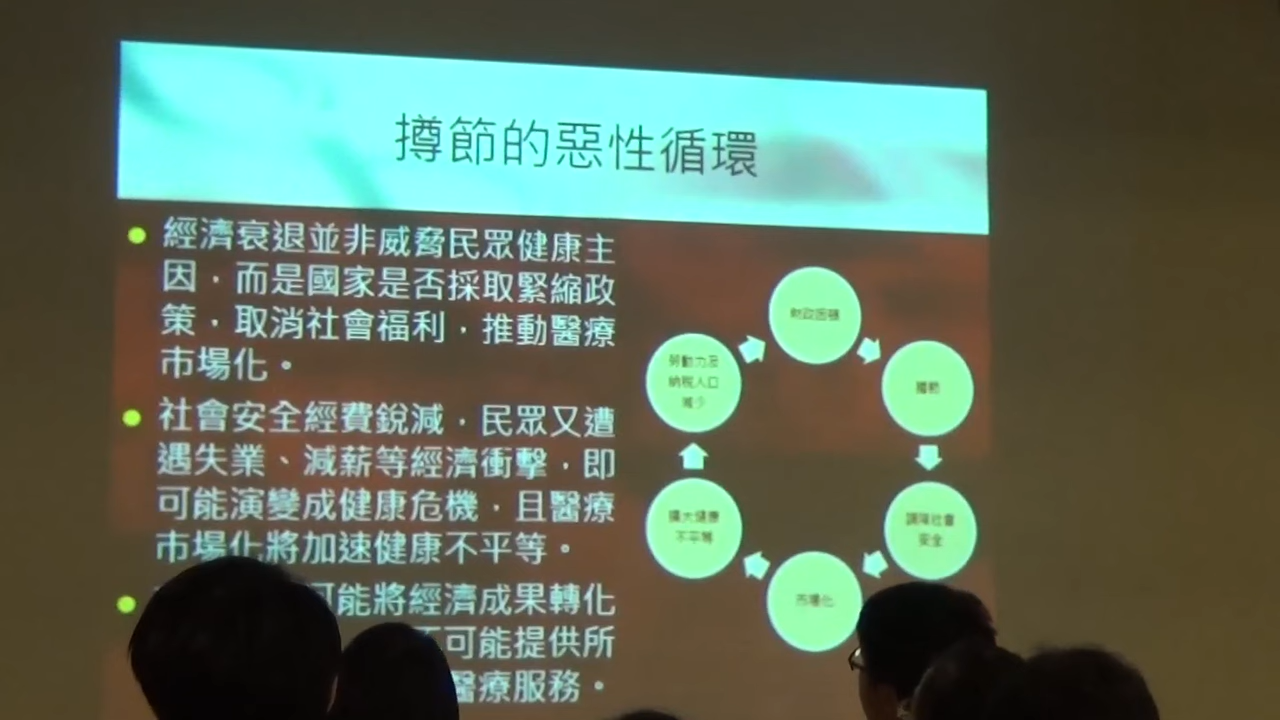 撙節的惡性循環
經濟衰退並非威脅民眾健康主
因，而是國家是否採取緊縮政
策，取消社會福利，推動醫療
市場化。
社會安全經費銳減，民眾又遭
遇失業、減薪等經濟衝擊，即
可能演變成健康危機，且醫療
市場化將加速健康不平等。
可能將經濟成果轉化
不可能提供所
醫療服務。
財政困頓
撙節
調降社會
安全
市場化
擴大健康
不平等
勞動力及
納稅人口
減少